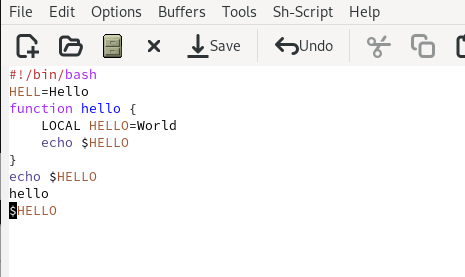 File Edit Options Buffers Tools Sh-Script Help
Save Undo
#!/bin/bash
HELL=Hello
function hello {
    LOCAL HELLO=World
    echo $HELLO
}
echo $HELLO
hello
$HELLO